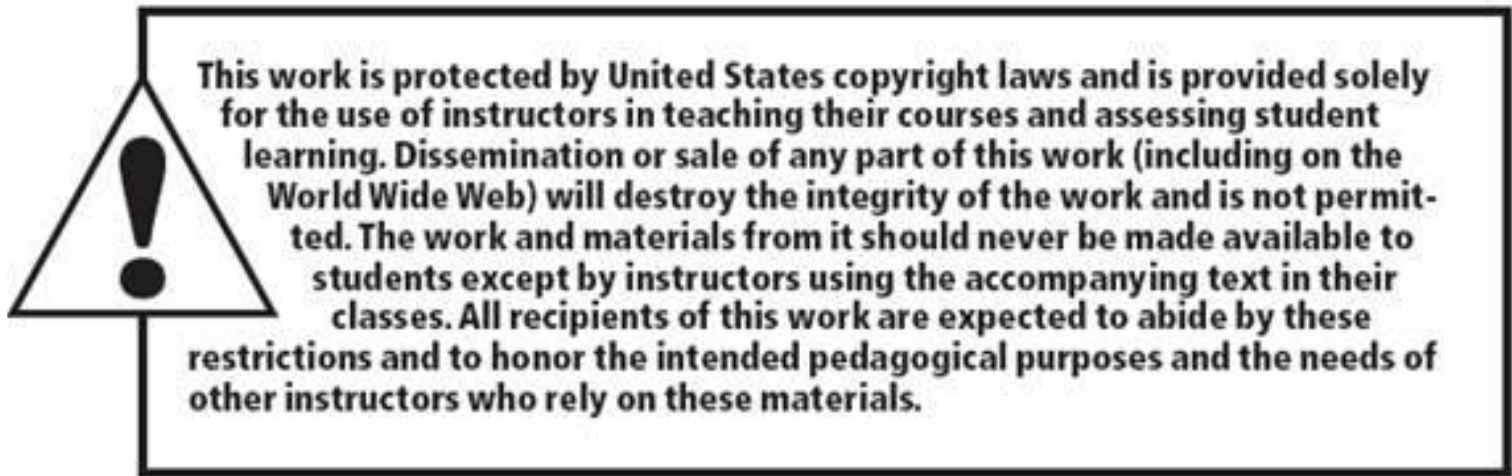 This work is protected by United States copyright laws and is provided solely
for the use of instructors in teaching their courses and assessing student
learning. Dissemination or sale of any part of this work (including on the
World Wide Web) will destroy the integrity of the work and is not permit-
ted. The work and materials from it should never be made available to
students except by instructors using the accompanying text in their
classes. All recipients of this work are expected to abide by these
restrictions and to honor the intended pedagogical purposes and the needs of
other instructors who rely on these materials.